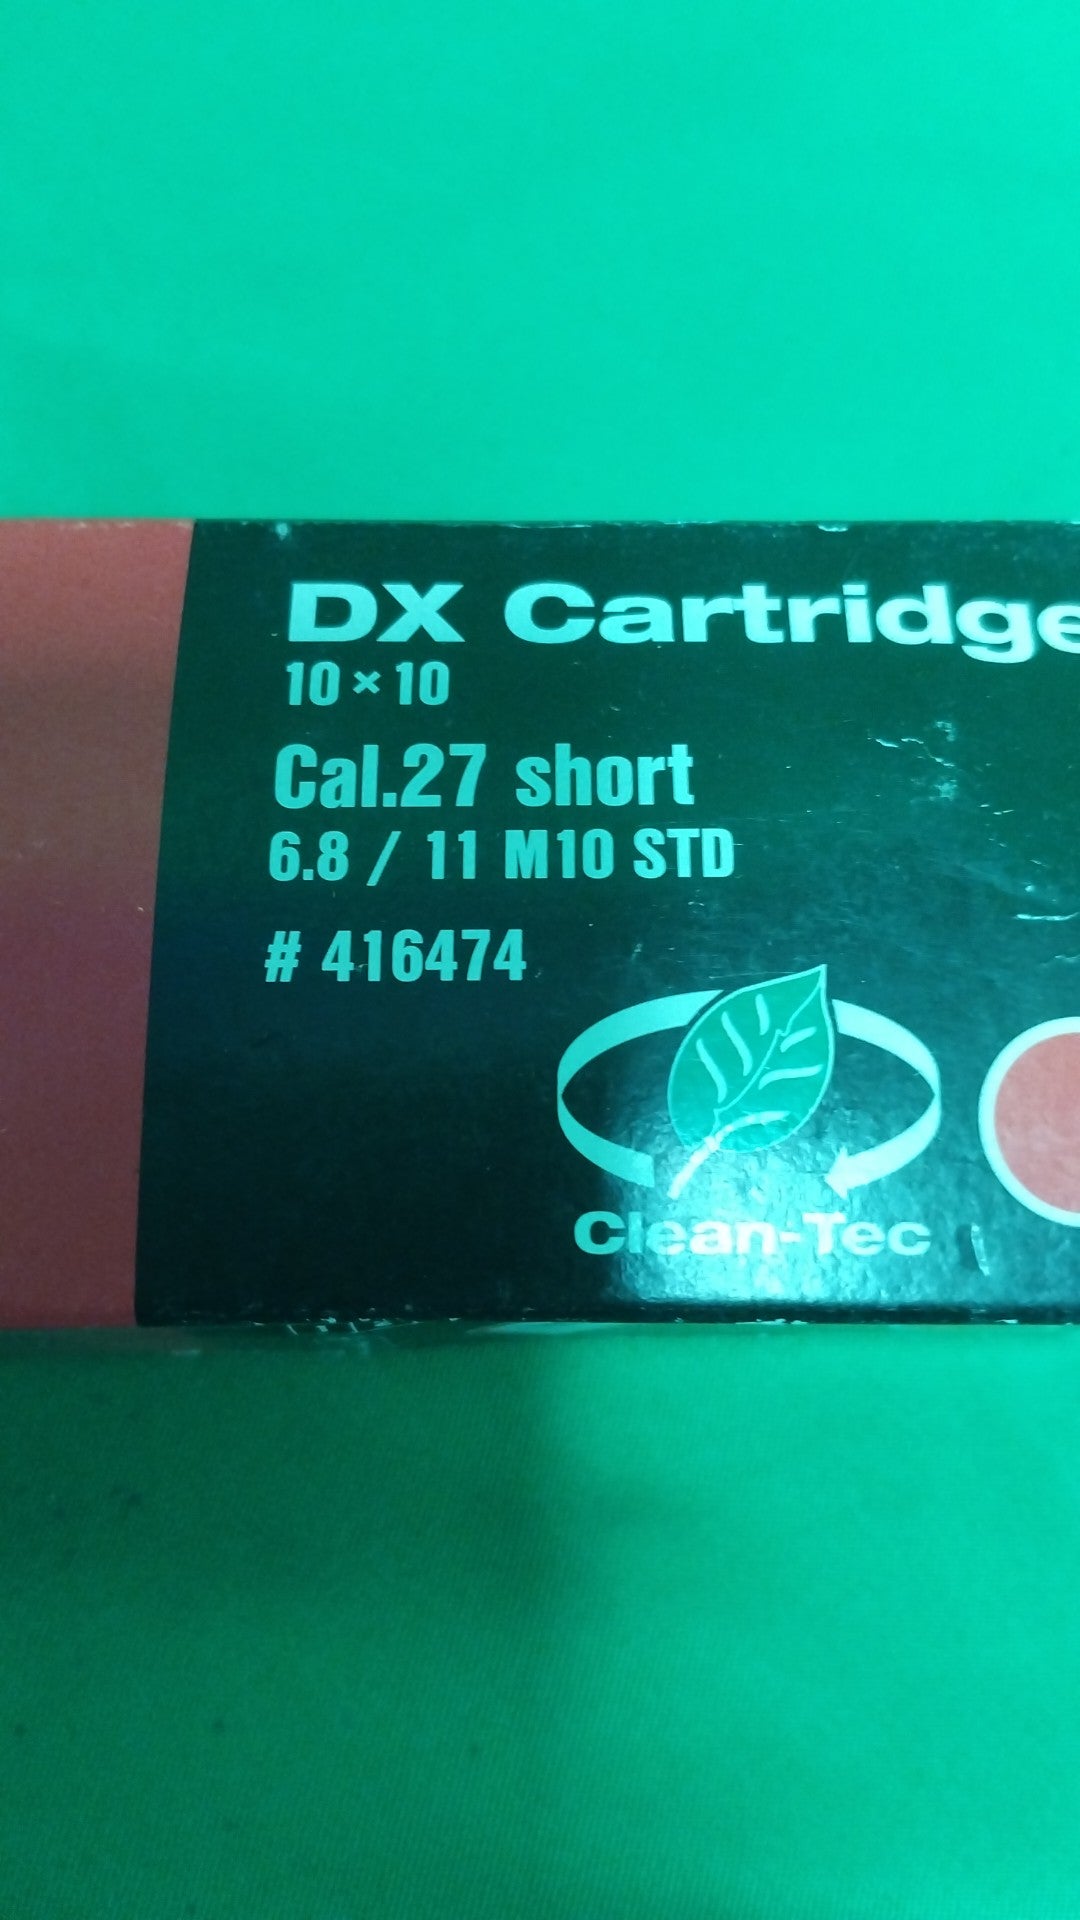 DX Cartridge
10 × 10
Cal.27 short
6.8 / 11 M10 STD
# 416474
Clean-Tec